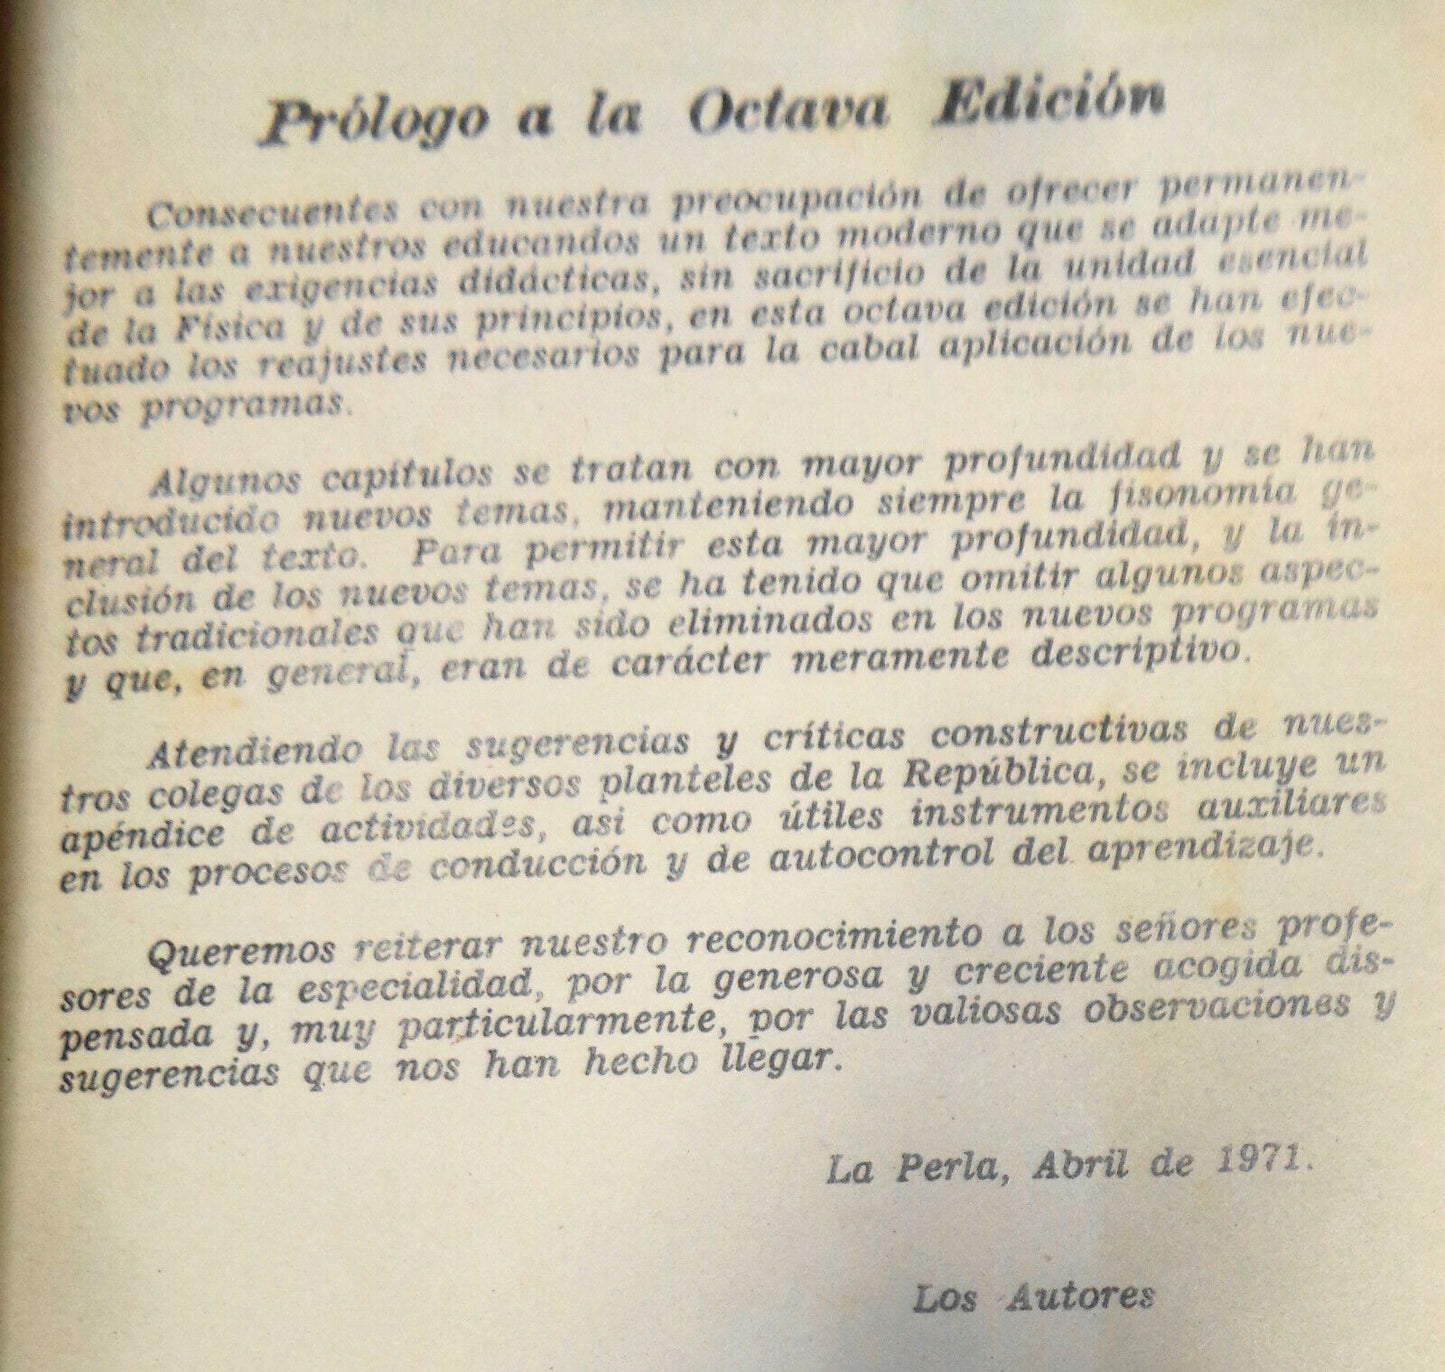 Prólogo a la Octava Edición
Consecuentes con nuestra preocupación de ofrecer permanen-
temente a nuestros educandos un texto moderno que se adapte me-
jor a las exigencias didácticas, sin sacrificio de la unidad esencial
de la Física y de sus principios, en esta octava edición se han efec-
tuado los reajustes necesarios para la cabal aplicación de los nue-
vos programas.
Algunos capítulos se tratan con mayor profundidad y se han
introducido nuevos temas, manteniendo siempre la fisonomía ge-
neral del texto. Para permitir esta mayor profundidad, y la in-
clusión de los nuevos temas, se ha tenido que omitir algunos aspec-
tos tradicionales que han sido eliminados en los nuevos programas
y que, en general, eran de carácter meramente descriptivo.
Atendiendo las sugerencias y críticas constructivas de nues-
tros colegas de los diversos planteles de la República, se incluye un
apéndice de actividades, asi como útiles instrumentos auxiliares
en los procesos de conducción y de autocontrol del aprendizaje.
Queremos reiterar nuestro reconocimiento a los señores profe-
sores de la especialidad, por la generosa y creciente acogida dis-
pensada y, muy particularmente, por las valiosas observaciones y
sugerencias que nos han hecho llegar.
La Perla, Abril de 1971.
Los Autores